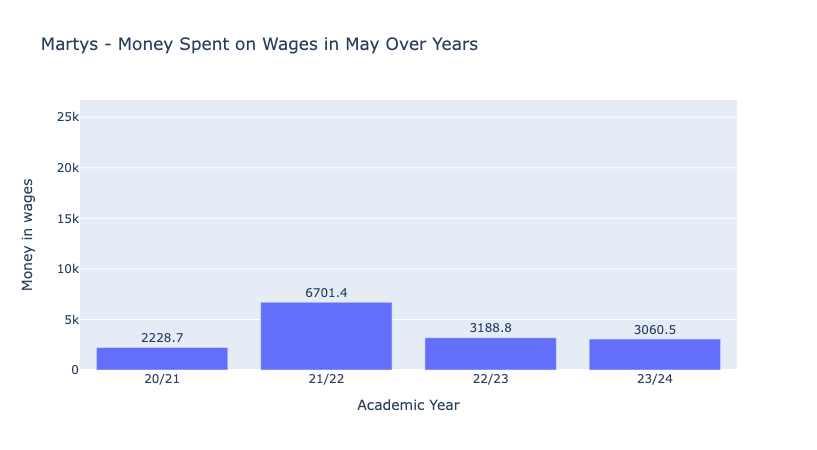 Martys - Money Spent on Wages in May Over Years
Money in wages
25k
20k
15k
10k
5k
0
2228.7
6701.4
3188.8
3060.5
20/21
21/22
22/23
23/24
Academic Year